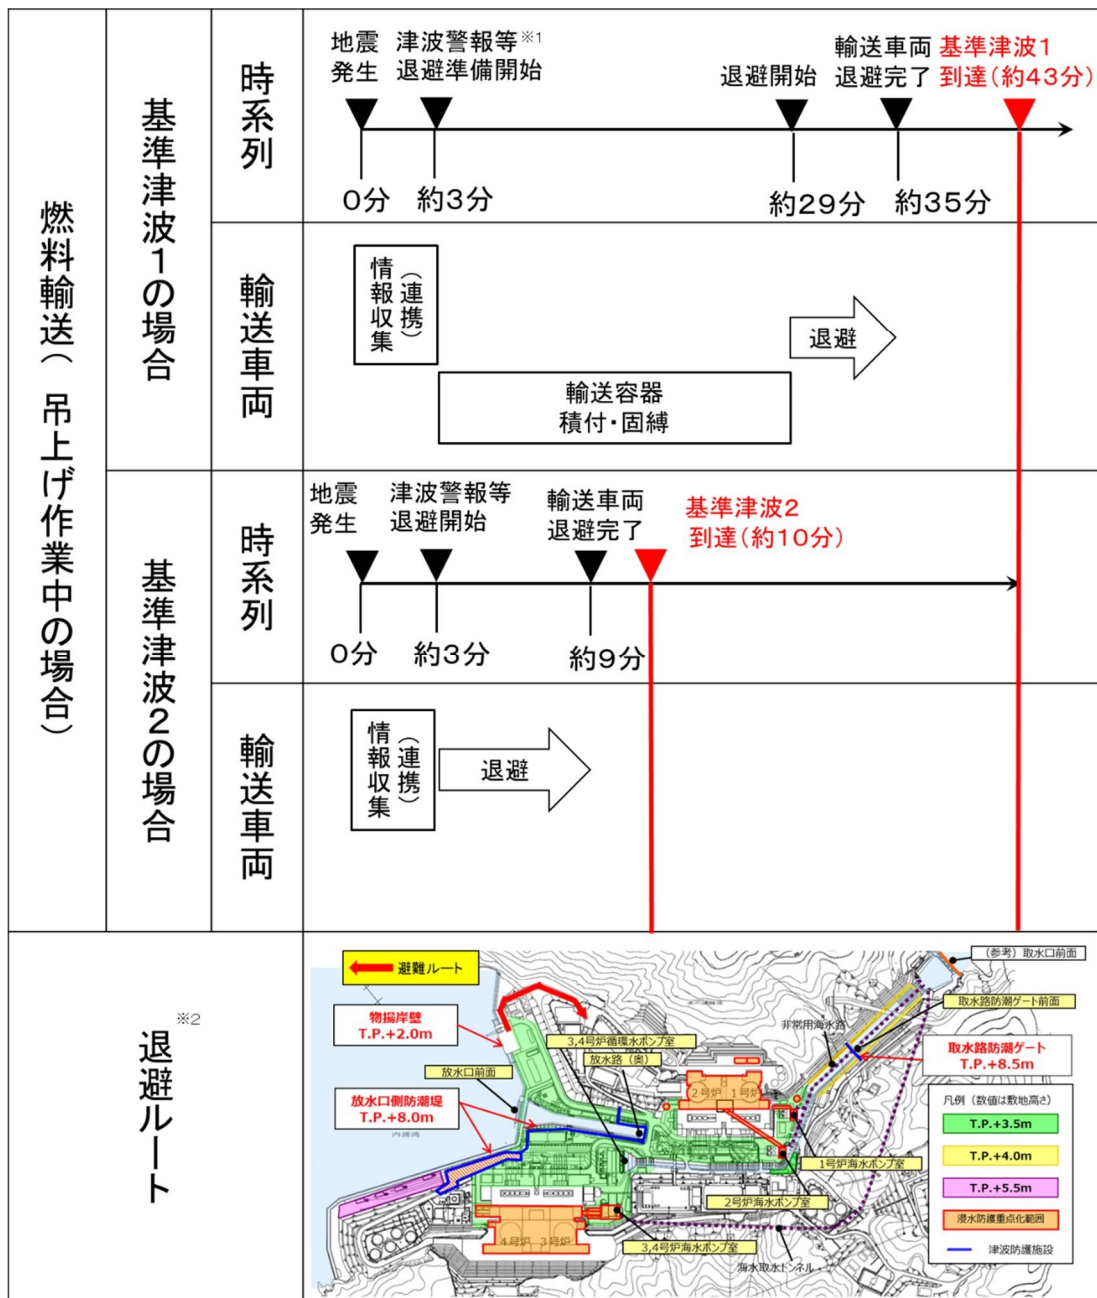 燃料輸送（吊上げ作業中の場合）
基準津波１の場合
時系列
地震
発生
津波警報等※1
退避準備開始
退避開始
輸送車両
退避完了
基準津波１
到達（約43分）
０分
約３分
約29分
約35分
輸送車両
情報収集
（連携）
輸送容器
積付・固縛
退避
基準津波２の場合
時系列
地震
発生
津波警報等
退避開始
輸送車両
退避完了
基準津波２
到達（約10分）
０分
約３分
約９分
輸送車両
情報収集
（連携）
退避
退避ルート※2
避難ルート
物揚岸壁
T.P.+2.0m
放水口前面
放水口側防潮堤
T.P.+8.0m
内浦湾
3,4号炉循環水ポンプ室
放水路（奥）
２号炉
１号炉
非常用海水路
（参考）取水口前面
取水路防潮ゲート前面
取水路防潮ゲート
T.P.+8.5m
1号炉海水ポンプ室
2号炉海水ポンプ室
4号炉
3号炉
3,4号炉海水ポンプ室
海水取水トンネル
凡例（数値は敷地高さ）
T.P.+3.5m
T.P.+4.0m
T.P.+5.5m
浸水防護重点化範囲
津波防護施設